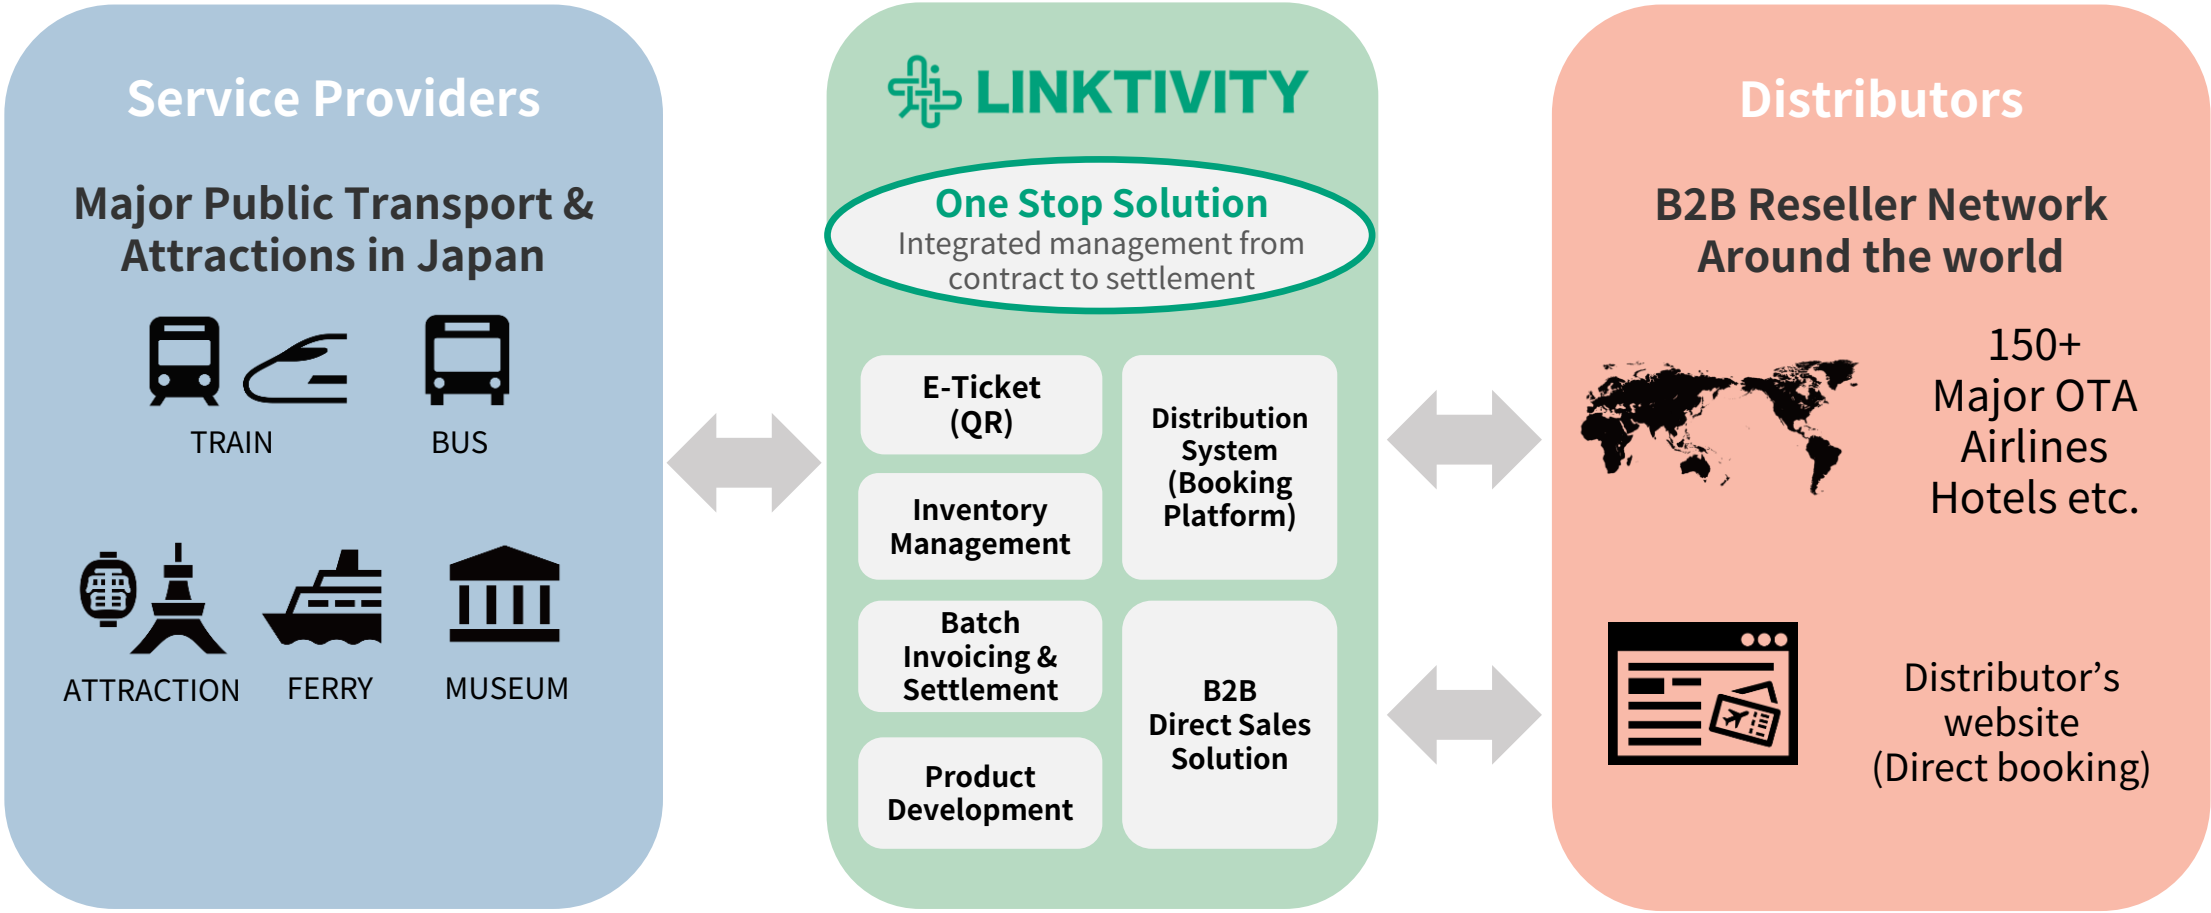 Service Providers
Major Public Transport &
Attractions in Japan
TRAIN
BUS
電
ATTRACTION
FERRY
MUSEUM
LINKTIVITY
One Stop Solution
Integrated management from
contract to settlement
E-Ticket
(QR)
Inventory
Management
Batch
Invoicing &
Settlement
Product
Development
Distribution
System
(Booking
Platform)
B2B
Direct Sales
Solution
Distributors
B2B Reseller Network
Around the world
150+
Major OTA
Airlines
Hotels etc.
Distributor’s
website
(Direct booking)